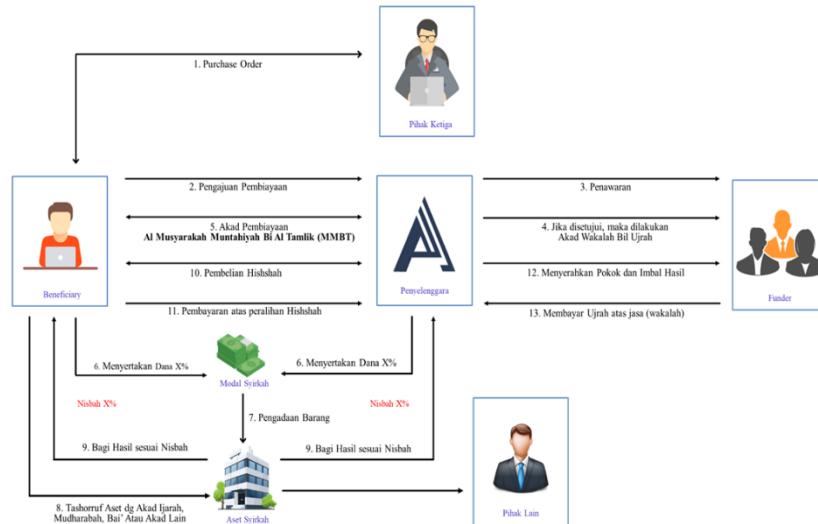 1. Purchase Order
Pihak Ketiga
2. Pengajuan Pembiayaan
3. Penawaran
5. Akad Pembiayaan
Al Musyarakah Muntahiyah Bi Al Tamlik (MMBT)
4. Jika disetujui, maka dilakukan
Akad Wakalah Bil Ujrah
10. Pembelian Hishshah
12. Menyerahkan Pokok dan Imbal Hasil
Beneficiary
Penyelenggara
Funder
11. Pembayaran atas peralihan Hishshah
13. Membayar Ujrah atas jasa (wakalah)
6. Menyertakan Dana X%
6. Menyertakan Dana X%
Modal Syirkah
Nisbah X%
Nisbah X%
7. Pengadaan Barang
9. Bagi Hasil sesuai Nisbah
9. Bagi Hasil sesuai Nisbah
Pihak Lain
8. Tashorruf Aset dg Akad Ijarah,
Mudharabah, Bai' Atau Akad Lain
Aset Syirkah